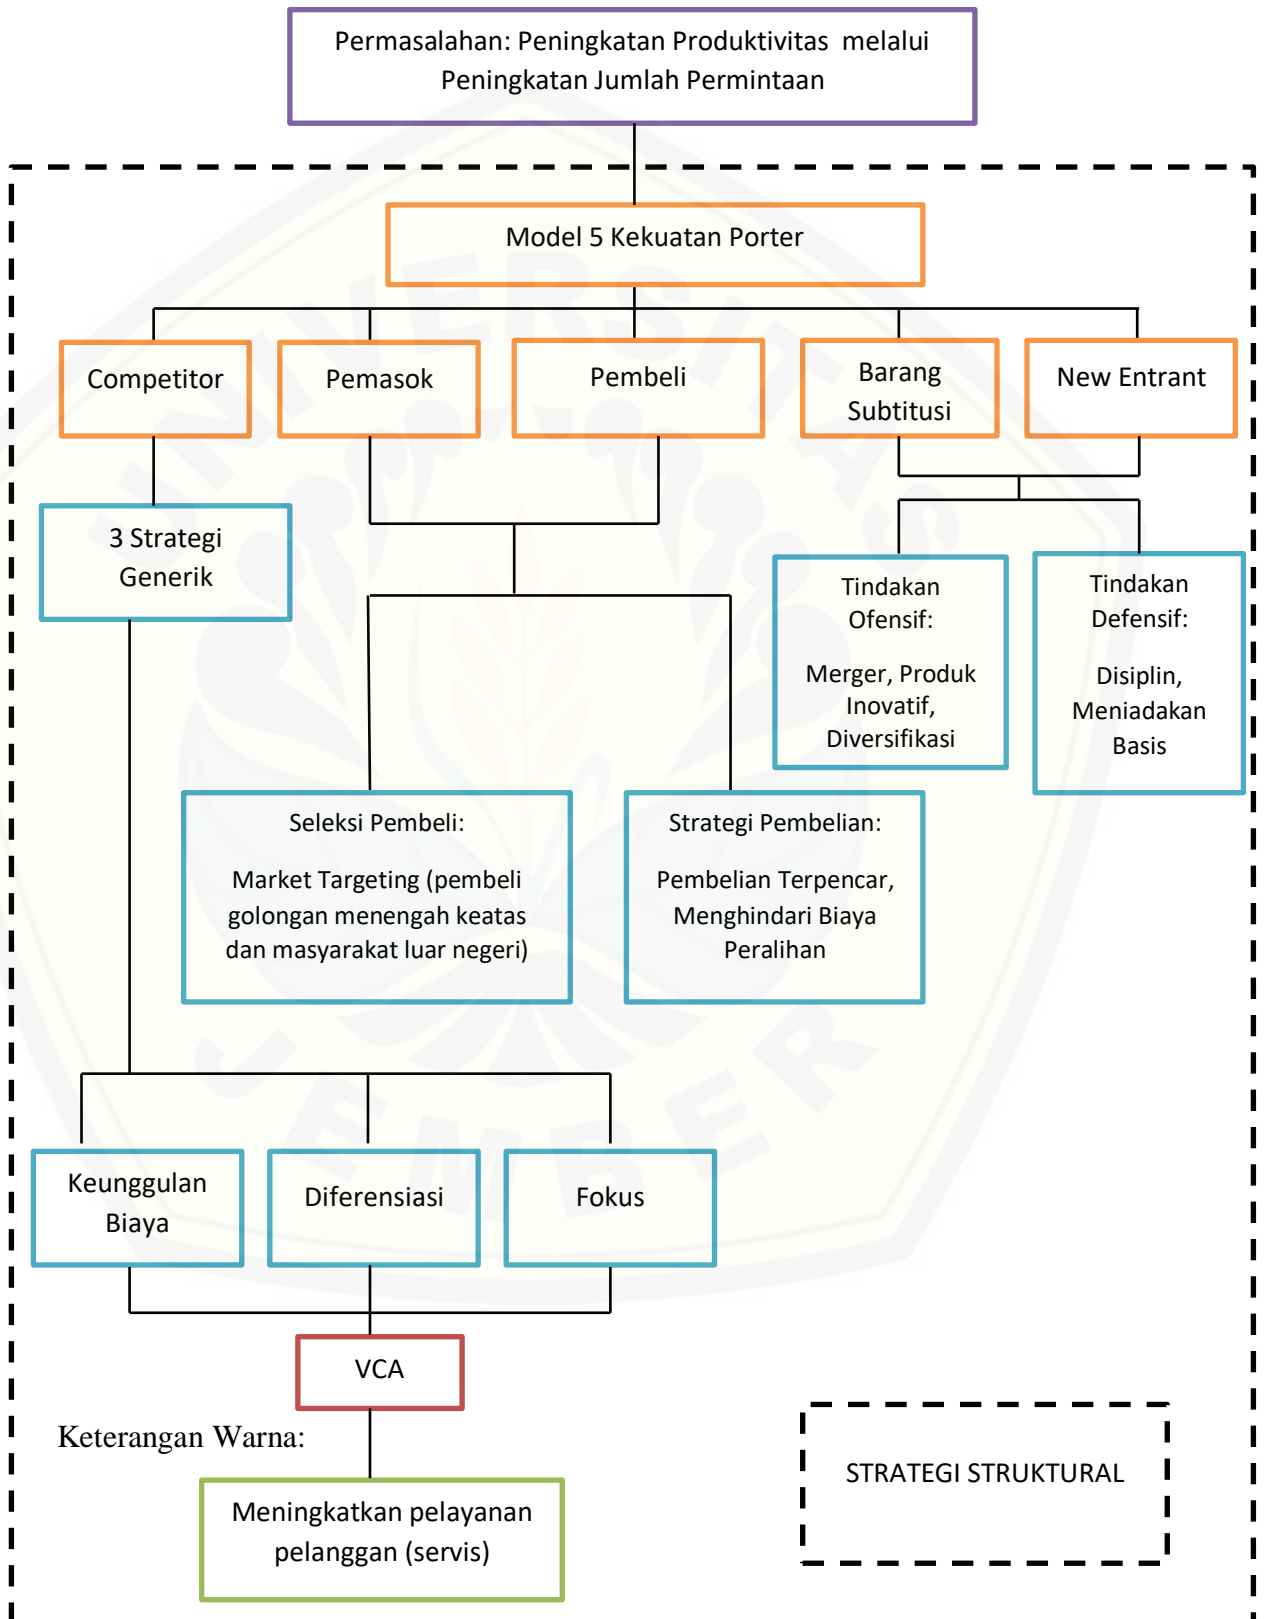 Permasalahan: Peningkatan Produktivitas melalui
Peningkatan Jumlah Permintaan
Model 5 Kekuatan Porter
Competitor
Pemasok
Pembeli
Barang
Subtitusi
New Entrant
3 Strategi
Generik
Tindakan
Ofensif:
Merger, Produk
Inovatif,
Diversifikasi
Tindakan
Defensif:
Disiplin,
Meniadakan
Basis
Seleksi Pembeli:
Market Targeting (pembeli
golongan menengah keatas
dan masyarakat luar negeri)
Strategi Pembelian:
Pembelian Terpencar,
Menghindari Biaya
Peralihan
Keunggulan
Biaya
Diferensiasi
Fokus
VCA
Keterangan Warna:
Meningkatkan pelayanan
pelanggan (servis)
STRATEGI STRUKTURAL
UNIVERSITAS
JEMBER